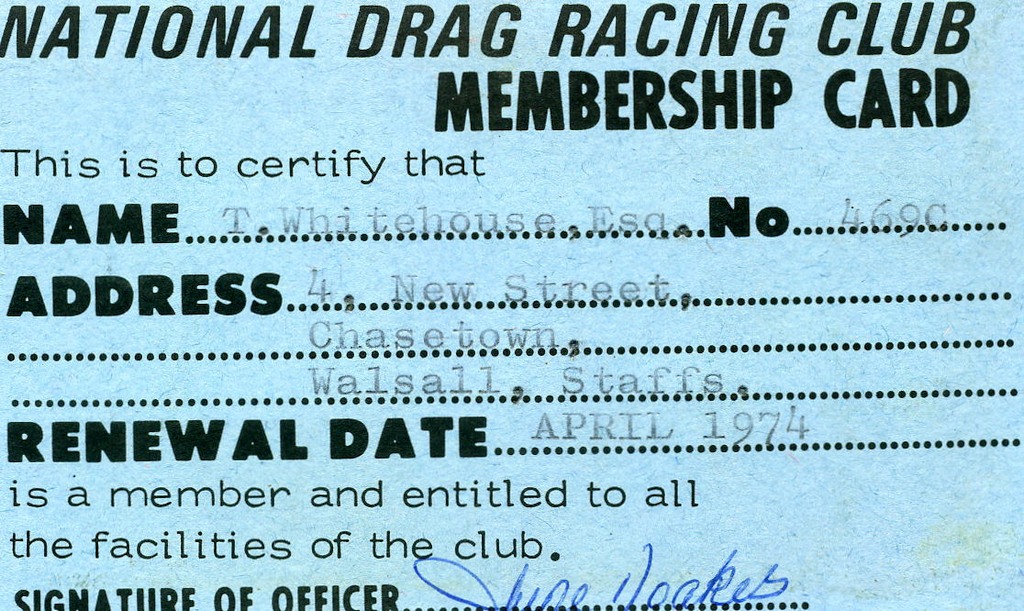 NATIONAL DRAG RACING CLUB
MEMBERSHIP CARD
This is to certify that
NAME T.Whitehouse,Esq. No 469C
ADDRESS 4, New Street,
Chasetown,
Walsall, Staffs.
RENEWAL DATE APRIL 1974
is a member and entitled to all
the facilities of the club.
SIGNATURE OF OFFICER June